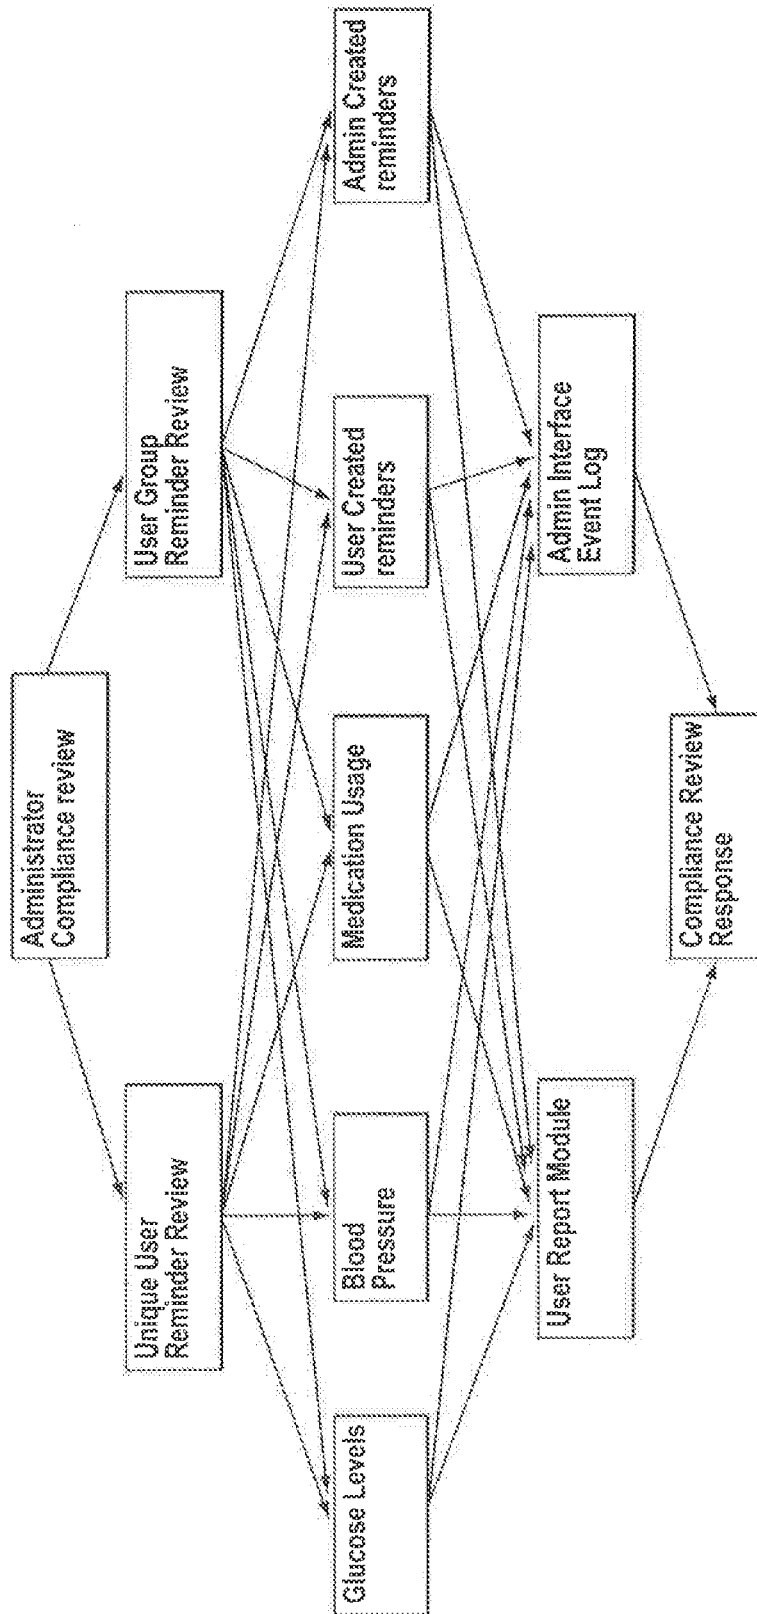 Administrator
Compliance review
Unique User
Reminder Review
User Group
Reminder Review
Glucose Levels
Blood
Pressure
Medication Usage
User Created
reminders
Admin Created
reminders
User Report Module
Admin Interface
Event Log
Compliance Review
Response